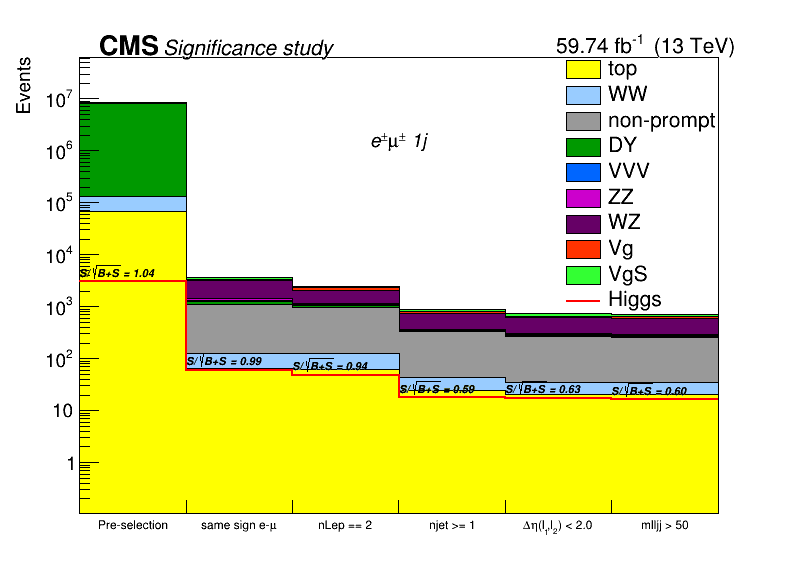 CMS Significance study
59.74 fb⁻¹ (13 TeV)
Events
10⁷
10⁶
10⁵
10⁴
10³
10²
10
1
e±μ± 1j
top
WW
non-prompt
DY
VVV
ZZ
WZ
Vg
VgS
Higgs
S/√B+S = 1.04
S/√B+S = 0.99
S/√B+S = 0.94
S/√B+S = 0.59
S/√B+S = 0.63
S/√B+S = 0.60
Pre-selection
same sign e-μ
nLep == 2
njet >= 1
Δη(l₁,l₂) < 2.0
mlljj > 50